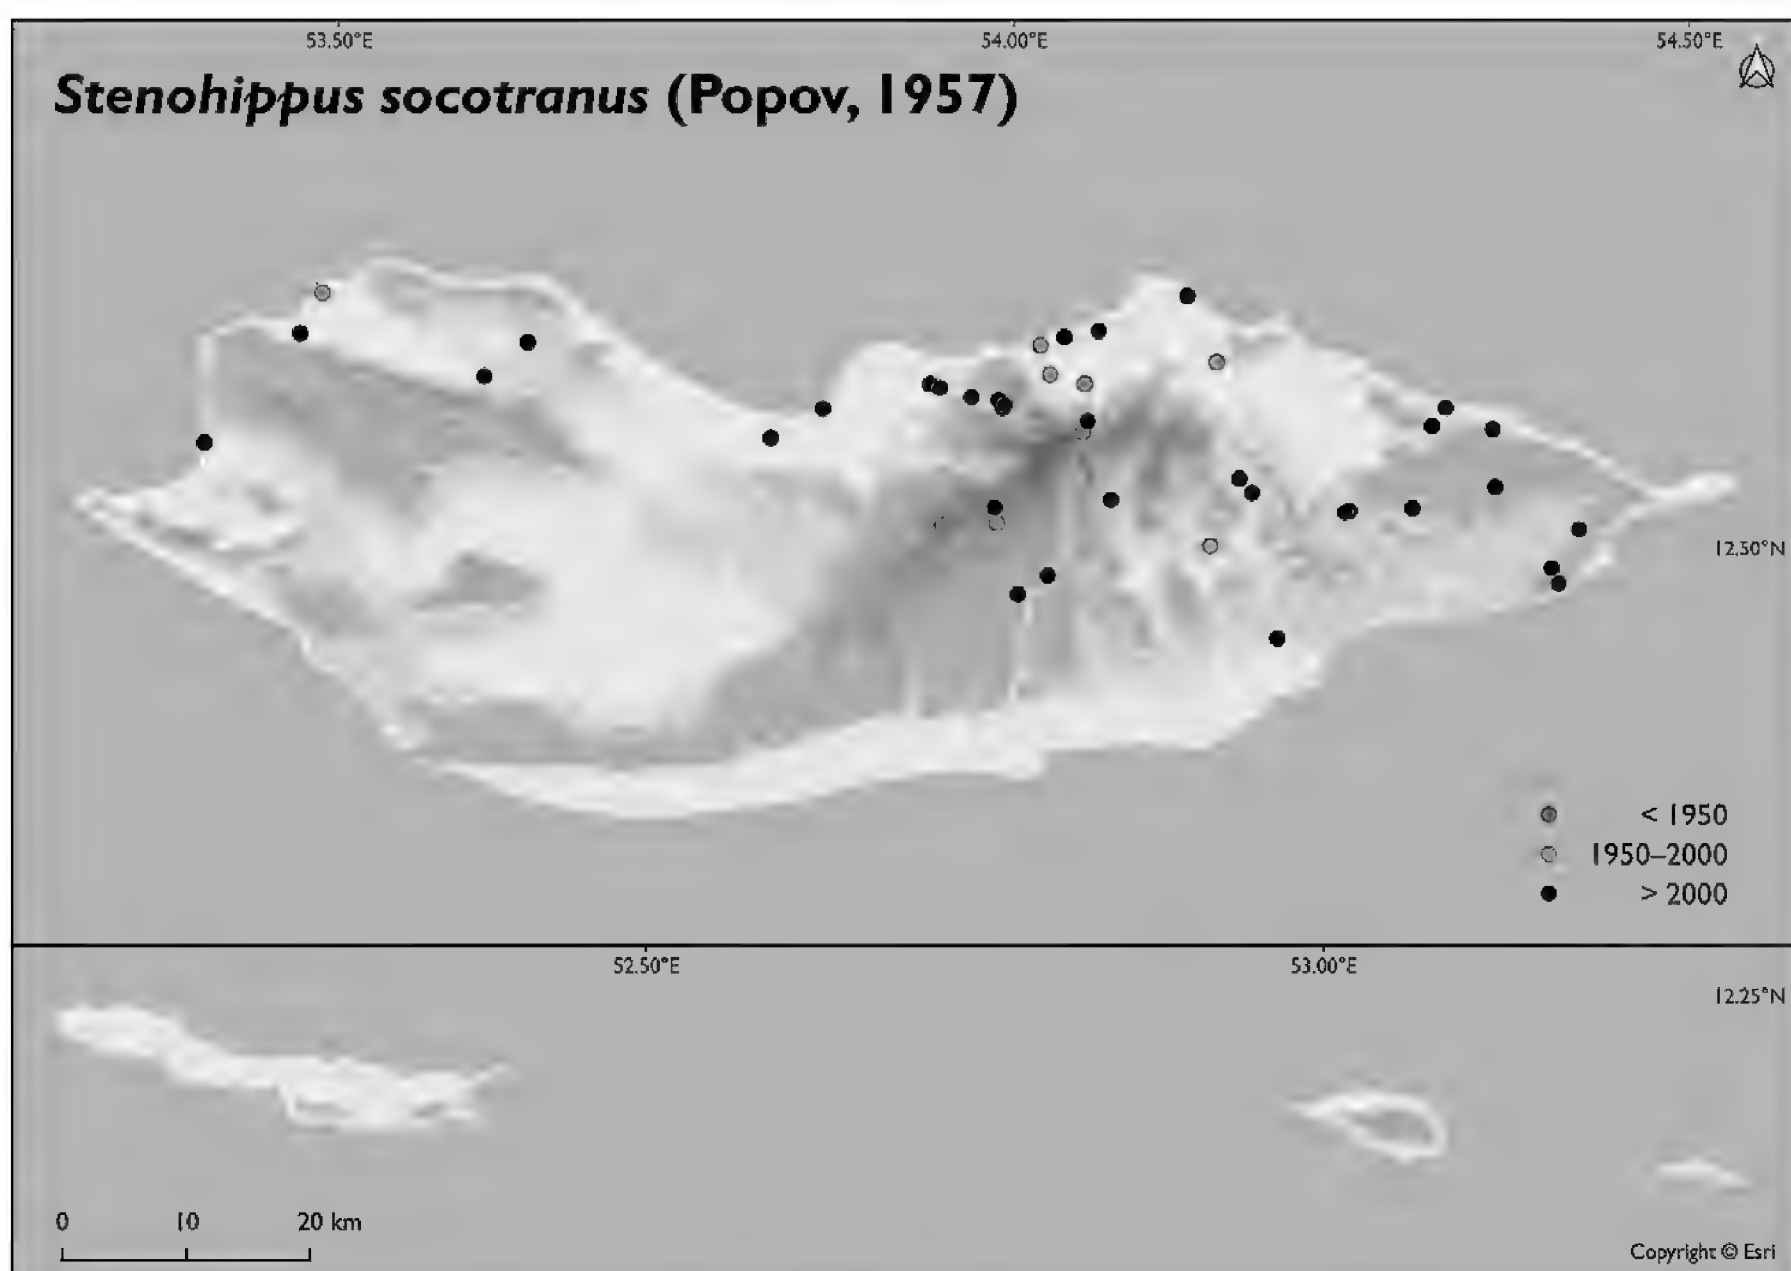 53.50°E
54.00°E
54.50°E
Stenohippus socotranus (Popov, 1957)
12.50°N
< 1950
1950–2000
> 2000
52.50°E
53.00°E
12.25°N
0
10
20 km
Copyright © Esri